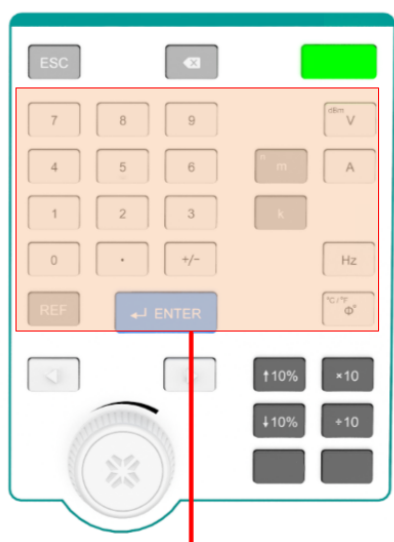 ESC
7 8 9 dBm V
4 5 6 m A
1 2 3 k
0 . +/− Hz
REF ↵ ENTER °C / °F Φ°
↑10% ×10
↓10% ÷10